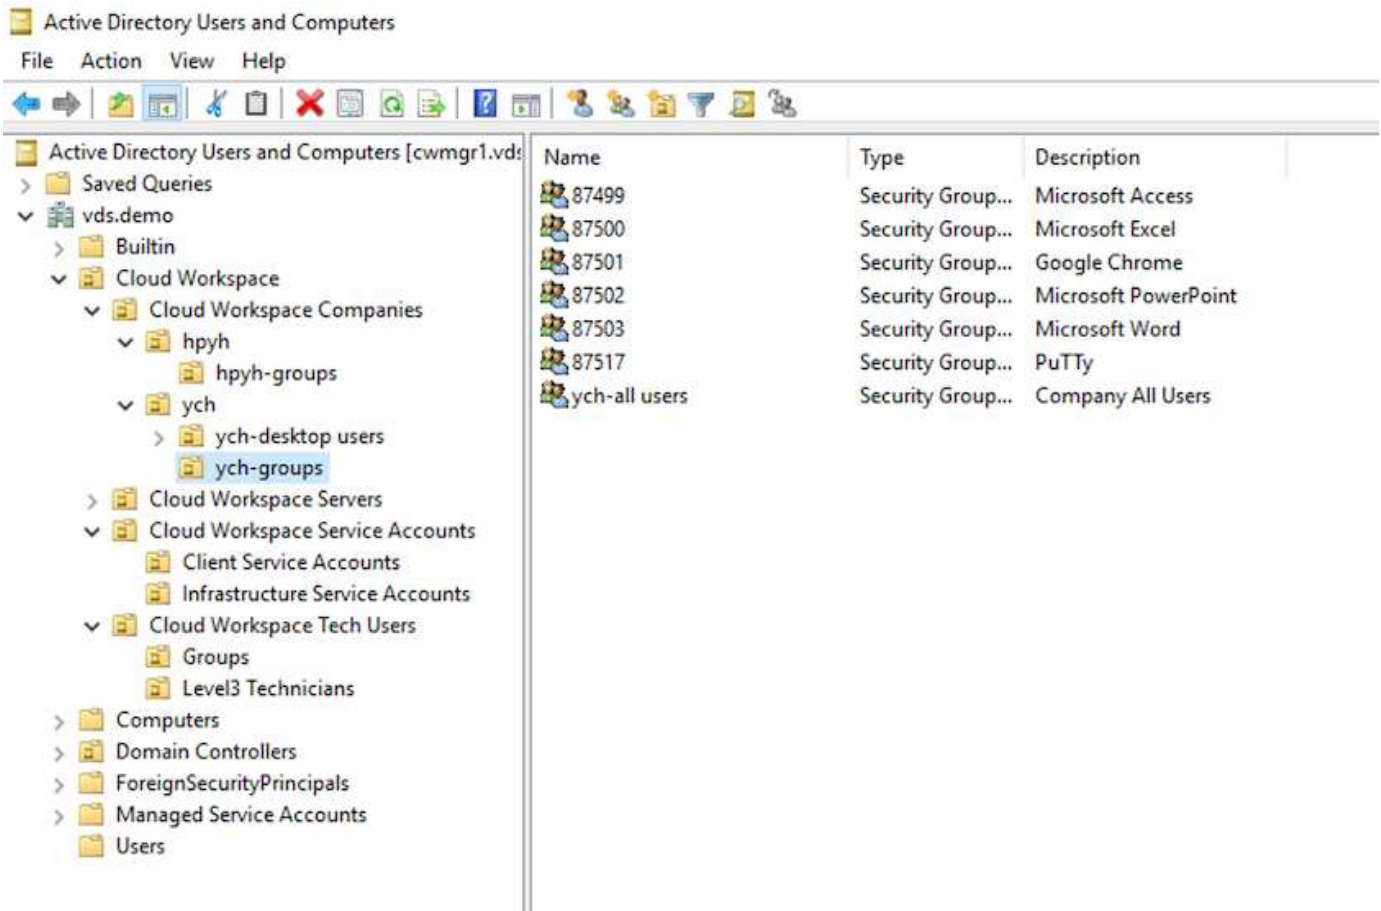 Active Directory Users and Computers
File Action View Help
Active Directory Users and Computers [cwmgr1.vds
Saved Queries
vds.demo
Builtin
Cloud Workspace
Cloud Workspace Companies
hpyh
hpyh-groups
ych
ych-desktop users
ych-groups
Cloud Workspace Servers
Cloud Workspace Service Accounts
Client Service Accounts
Infrastructure Service Accounts
Cloud Workspace Tech Users
Groups
Level3 Technicians
Computers
Domain Controllers
ForeignSecurityPrincipals
Managed Service Accounts
Users
Name Type Description
87499 Security Group... Microsoft Access
87500 Security Group... Microsoft Excel
87501 Security Group... Google Chrome
87502 Security Group... Microsoft PowerPoint
87503 Security Group... Microsoft Word
87517 Security Group... PuTTy
ych-all users Security Group... Company All Users